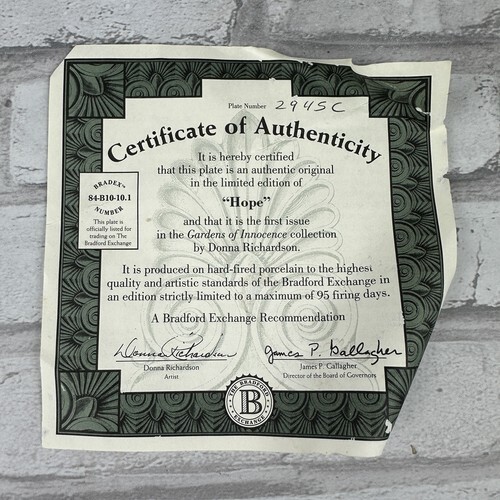 Plate Number 2945C
Certificate of Authenticity
It is hereby certified
that this plate is an authentic original
in the limited edition of
“Hope”
and that it is the first issue
in the Gardens of Innocence collection
by Donna Richardson.
It is produced on hard-fired porcelain to the highest
quality and artistic standards of the Bradford Exchange in
an edition strictly limited to a maximum of 95 firing days.
A Bradford Exchange Recommendation
BRADEX™
84-B10-10.1
NUMBER
This plate is
officially listed for
trading on The
Bradford Exchange
Donna Richardson
Donna Richardson
Artist
James P. Gallagher
James P. Gallagher
Director of the Board of Governors
THE BRADFORD
B
EXCHANGE